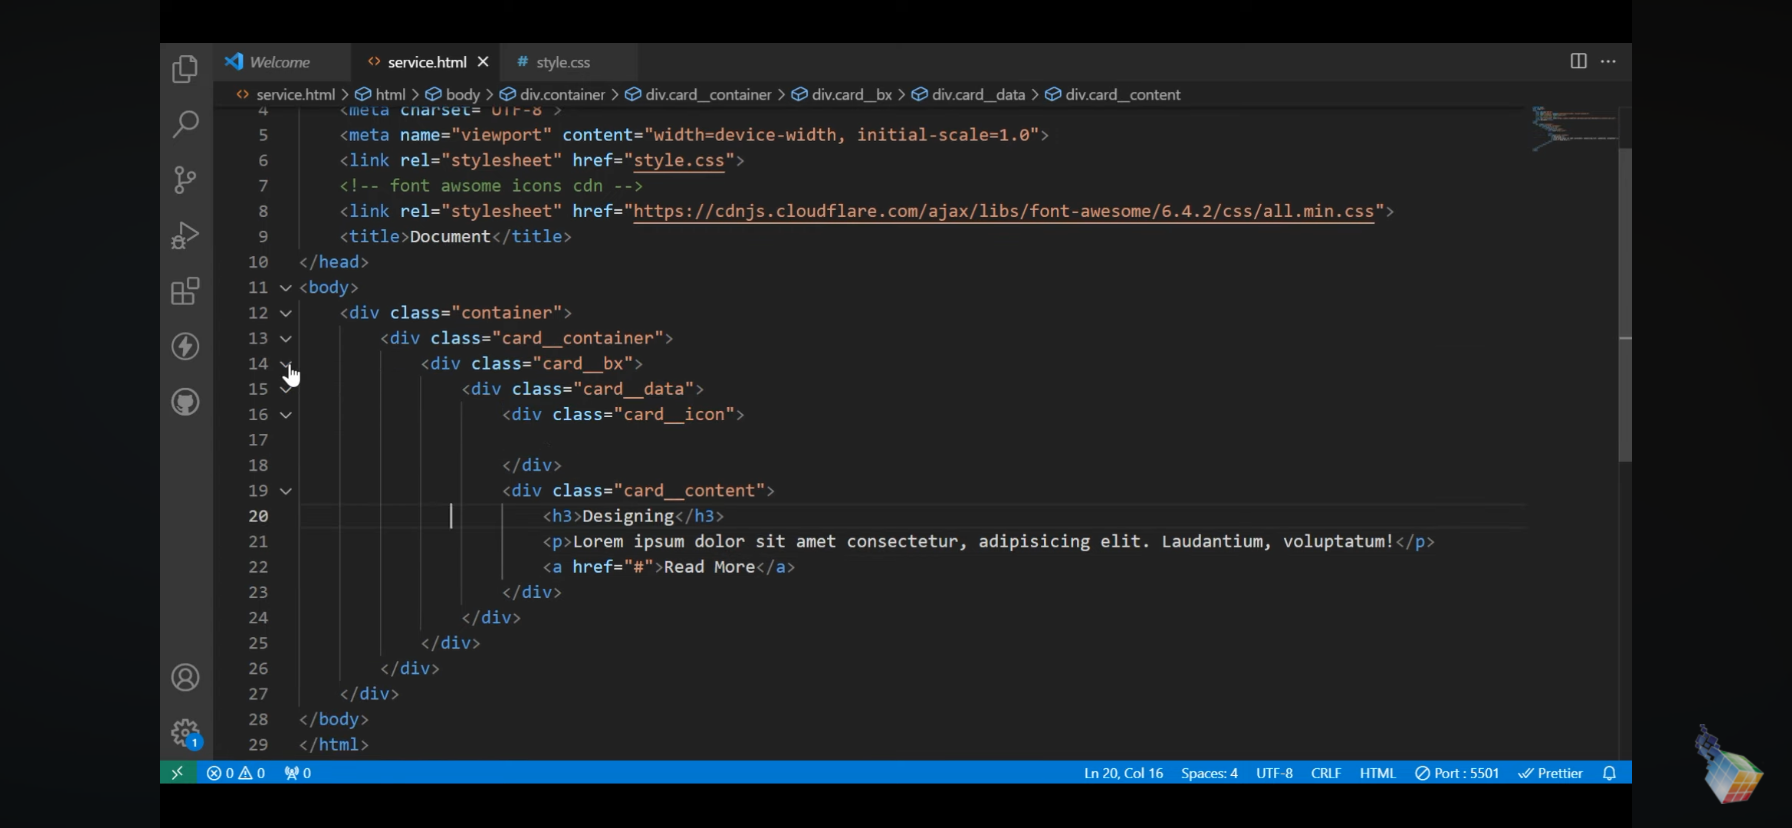 Welcome
<> service.html
# style.css
<> service.html > html > body > div.container > div.card__container > div.card__bx > div.card__data > div.card__content
4 <meta charset="UTF-8">
5 <meta name="viewport" content="width=device-width, initial-scale=1.0">
6 <link rel="stylesheet" href="style.css">
7 <!-- font awsome icons cdn -->
8 <link rel="stylesheet" href="https://cdnjs.cloudflare.com/ajax/libs/font-awesome/6.4.2/css/all.min.css">
9 <title>Document</title>
10 </head>
11 <body>
12 <div class="container">
13 <div class="card__container">
14 <div class="card__bx">
15 <div class="card__data">
16 <div class="card__icon">
17
18 </div>
19 <div class="card__content">
20 <h3>Designing</h3>
21 <p>Lorem ipsum dolor sit amet consectetur, adipisicing elit. Laudantium, voluptatum!</p>
22 <a href="#">Read More</a>
23 </div>
24 </div>
25 </div>
26 </div>
27 </div>
28 </body>
29 </html>
1
0 0 0 Ln 20, Col 16 Spaces: 4 UTF-8 CRLF HTML Port : 5501 Prettier